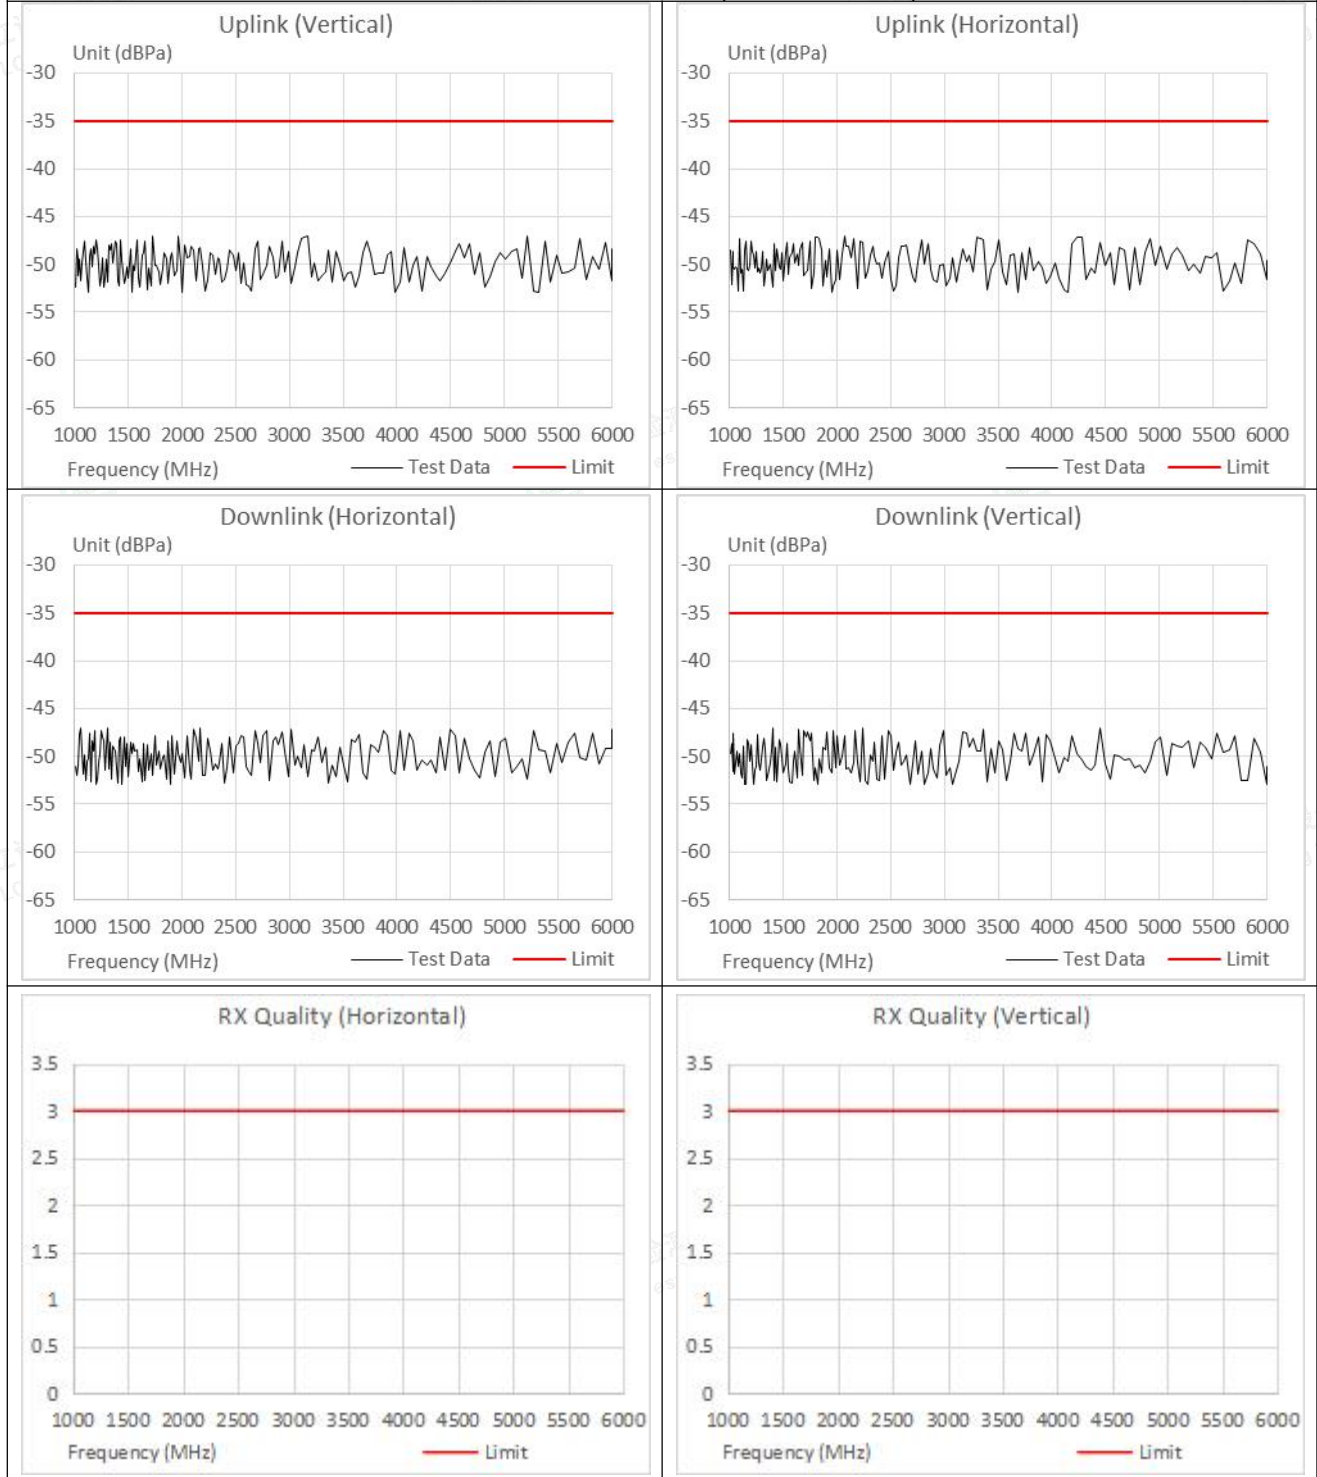 Uplink (Vertical)
Unit (dBPa)
-30
-35
-40
-45
-50
-55
-60
-65
1000 1500 2000 2500 3000 3500 4000 4500 5000 5500 6000
Frequency (MHz) Test Data Limit
Uplink (Horizontal)
Unit (dBPa)
-30
-35
-40
-45
-50
-55
-60
-65
1000 1500 2000 2500 3000 3500 4000 4500 5000 5500 6000
Frequency (MHz) Test Data Limit
Downlink (Horizontal)
Unit (dBPa)
-30
-35
-40
-45
-50
-55
-60
-65
1000 1500 2000 2500 3000 3500 4000 4500 5000 5500 6000
Frequency (MHz) Test Data Limit
Downlink (Vertical)
Unit (dBPa)
-30
-35
-40
-45
-50
-55
-60
-65
1000 1500 2000 2500 3000 3500 4000 4500 5000 5500 6000
Frequency (MHz) Test Data Limit
RX Quality (Horizontal)
3.5
3
2.5
2
1.5
1
0.5
0
1000 1500 2000 2500 3000 3500 4000 4500 5000 5500 6000
Frequency (MHz) Limit
RX Quality (Vertical)
3.5
3
2.5
2
1.5
1
0.5
0
1000 1500 2000 2500 3000 3500 4000 4500 5000 5500 6000
Frequency (MHz) Limit